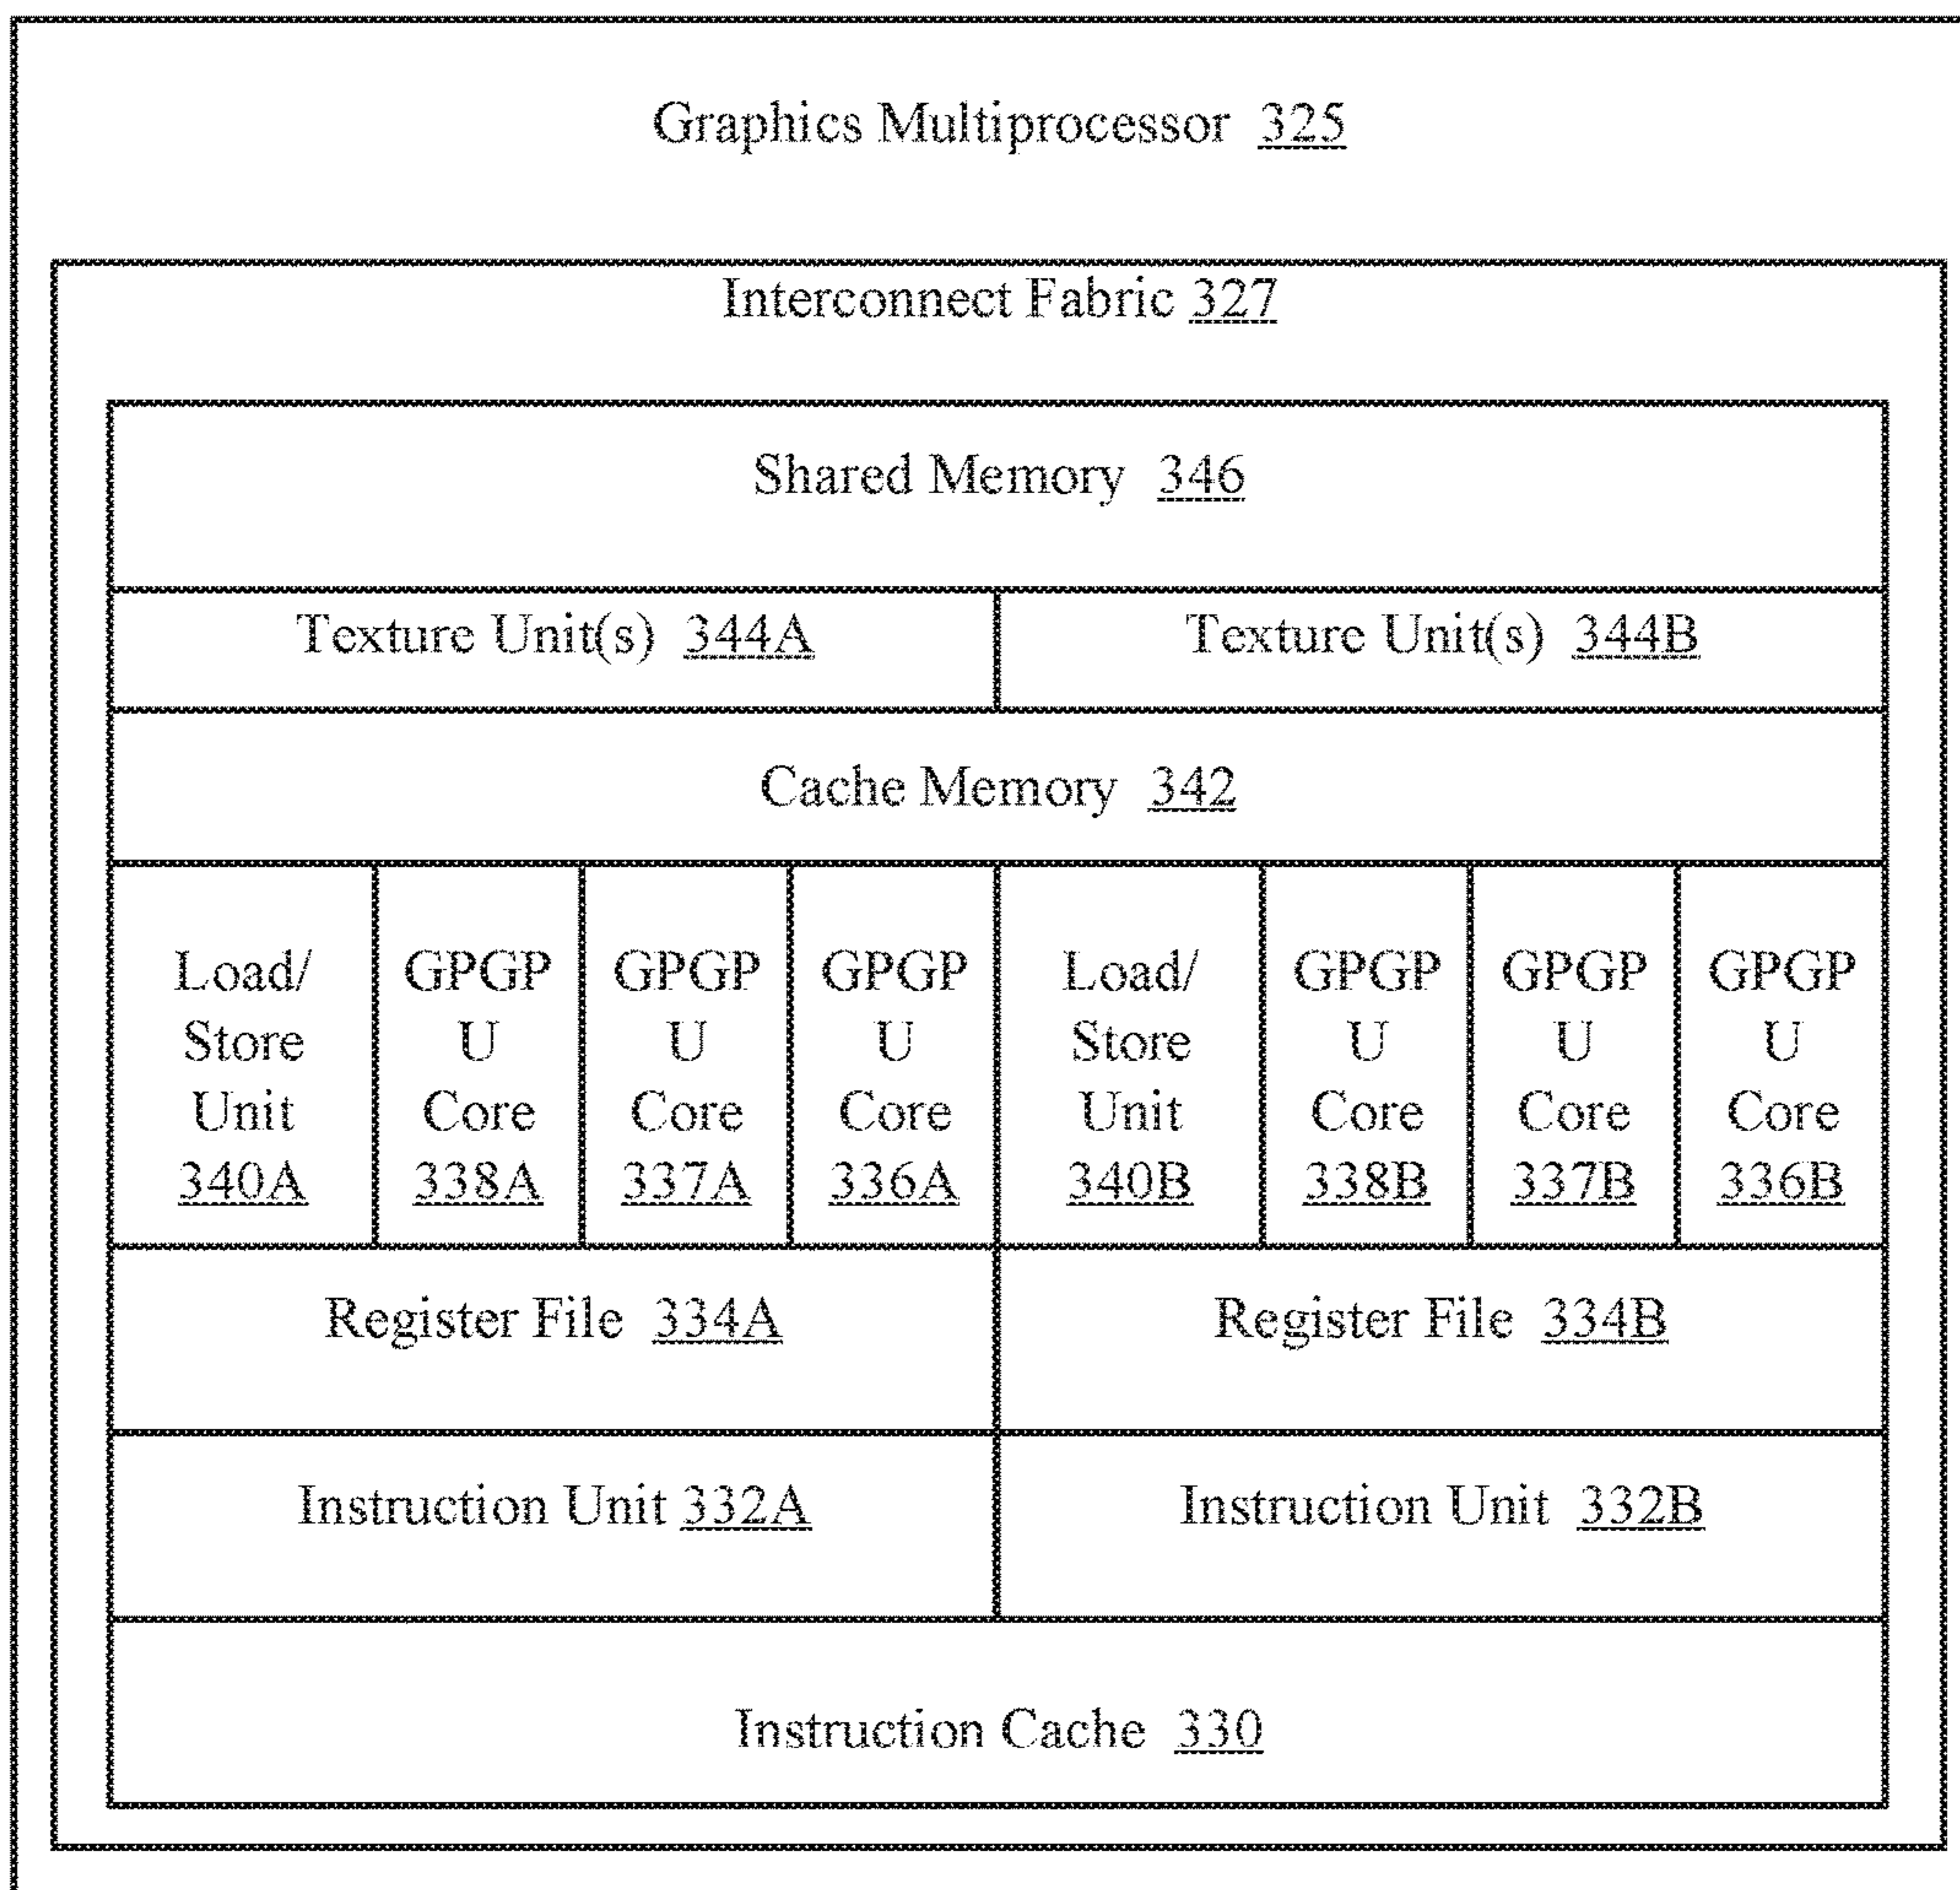 Graphics Multiprocessor 325
Interconnect Fabric 327
Shared Memory 346
Texture Unit(s) 344A
Texture Unit(s) 344B
Cache Memory 342
Load/
Store
Unit
340A
GPGP
U
Core
338A
GPGP
U
Core
337A
GPGP
U
Core
336A
Load/
Store
Unit
340B
GPGP
U
Core
338B
GPGP
U
Core
337B
GPGP
U
Core
336B
Register File 334A
Register File 334B
Instruction Unit 332A
Instruction Unit 332B
Instruction Cache 330